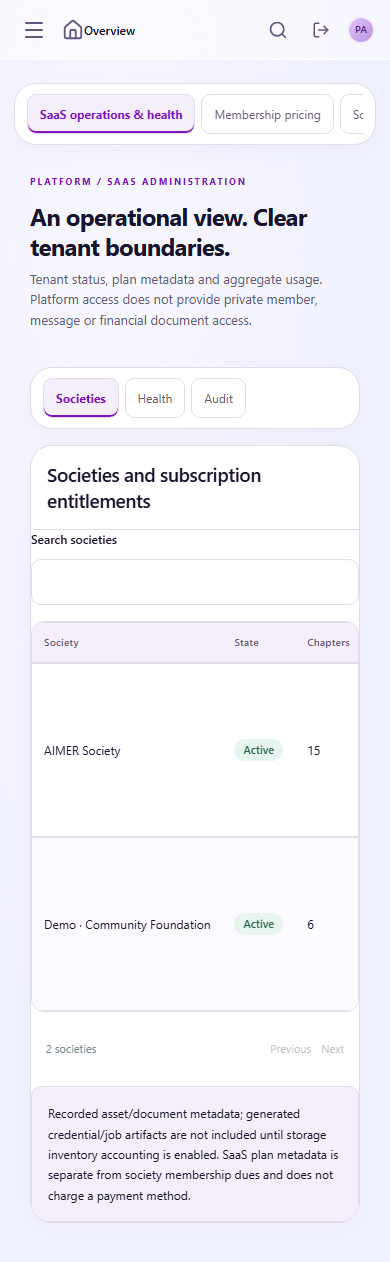 Overview
PA
SaaS operations & health
Membership pricing
PLATFORM / SAAS ADMINISTRATION
An operational view. Clear
tenant boundaries.
Tenant status, plan metadata and aggregate usage.
Platform access does not provide private member,
message or financial document access.
Societies
Health
Audit
Societies and subscription
entitlements
Search societies
Society State Chapters
AIMER Society Active 15
Demo · Community Foundation Active 6
2 societies
Previous Next
Recorded asset/document metadata; generated
credential/job artifacts are not included until storage
inventory accounting is enabled. SaaS plan metadata is
separate from society membership dues and does not
charge a payment method.